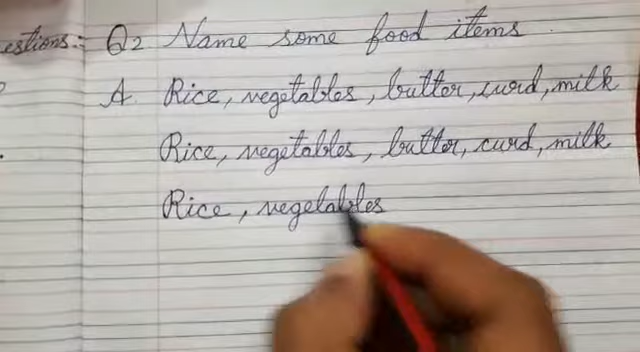 estions:- Q2 Name some food items
A. Rice, vegetables, butter, curd, milk
Rice, vegetables, butter, curd, milk
Rice, vegetables